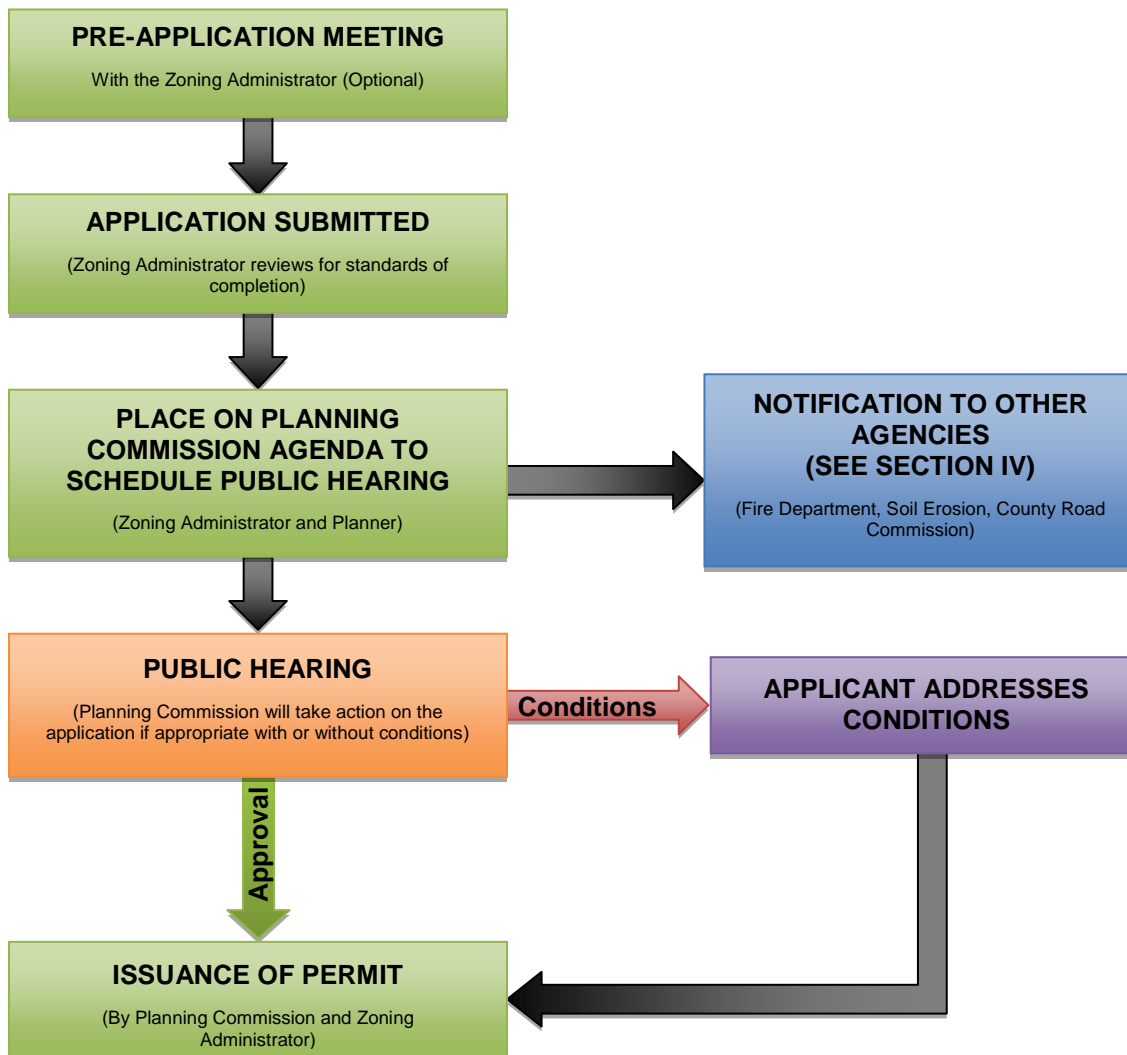 PRE-APPLICATION MEETING
With the Zoning Administrator (Optional)
APPLICATION SUBMITTED
(Zoning Administrator reviews for standards of
completion)
PLACE ON PLANNING
COMMISSION AGENDA TO
SCHEDULE PUBLIC HEARING
(Zoning Administrator and Planner)
NOTIFICATION TO OTHER
AGENCIES
(SEE SECTION IV)
(Fire Department, Soil Erosion, County Road
Commission)
PUBLIC HEARING
(Planning Commission will take action on the
application if appropriate with or without conditions)
Conditions
APPLICANT ADDRESSES
CONDITIONS
Approval
ISSUANCE OF PERMIT
(By Planning Commission and Zoning
Administrator)